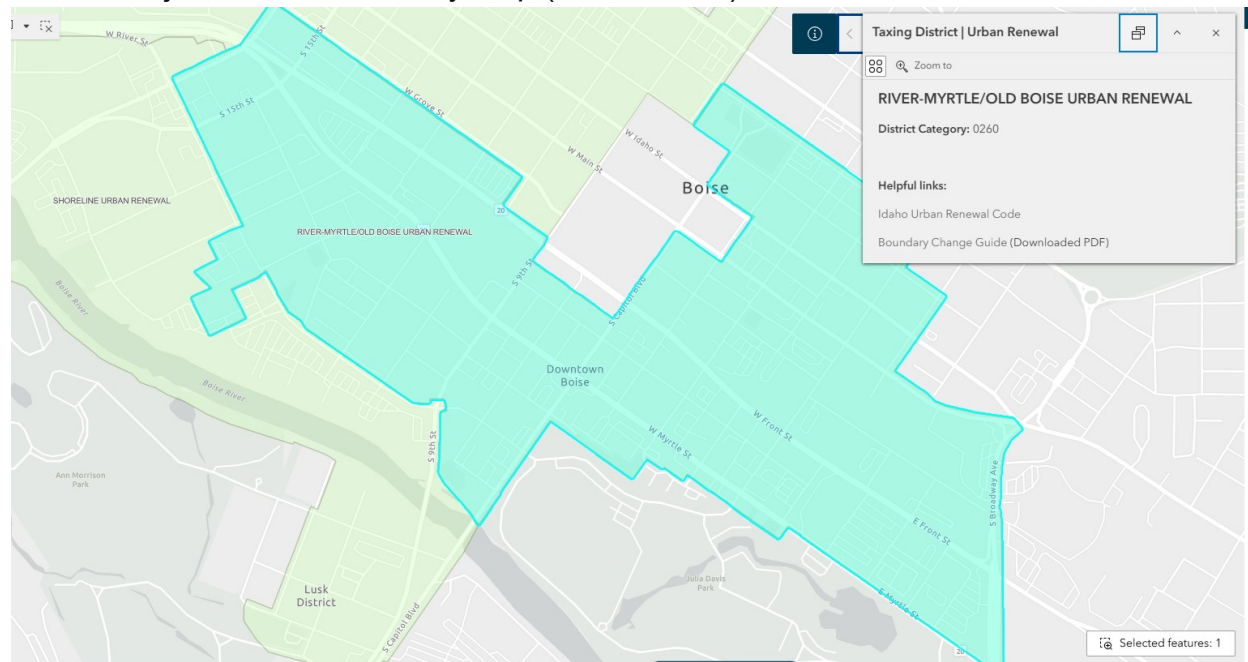 Taxing District | Urban Renewal
Zoom to
RIVER-MYRTLE/OLD BOISE URBAN RENEWAL
District Category: 0260
Helpful links:
Idaho Urban Renewal Code
Boundary Change Guide (Downloaded PDF)
W River St
S 15th St
S 15th St
W Grove St
W Idaho St
W Main St
Boise
SHORELINE URBAN RENEWAL
20
RIVER-MYRTLE/OLD BOISE URBAN RENEWAL
S 9th St
S Capitol Blvd
Boise River
Boise River
Downtown
Boise
W Front St
W Myrtle St
S 9th St
Ann Morrison
Park
S Broadway Ave
E Front St
Julia Davis
Park
Lusk
District
E Myrtle St
S Capitol Blvd
20
Selected features: 1